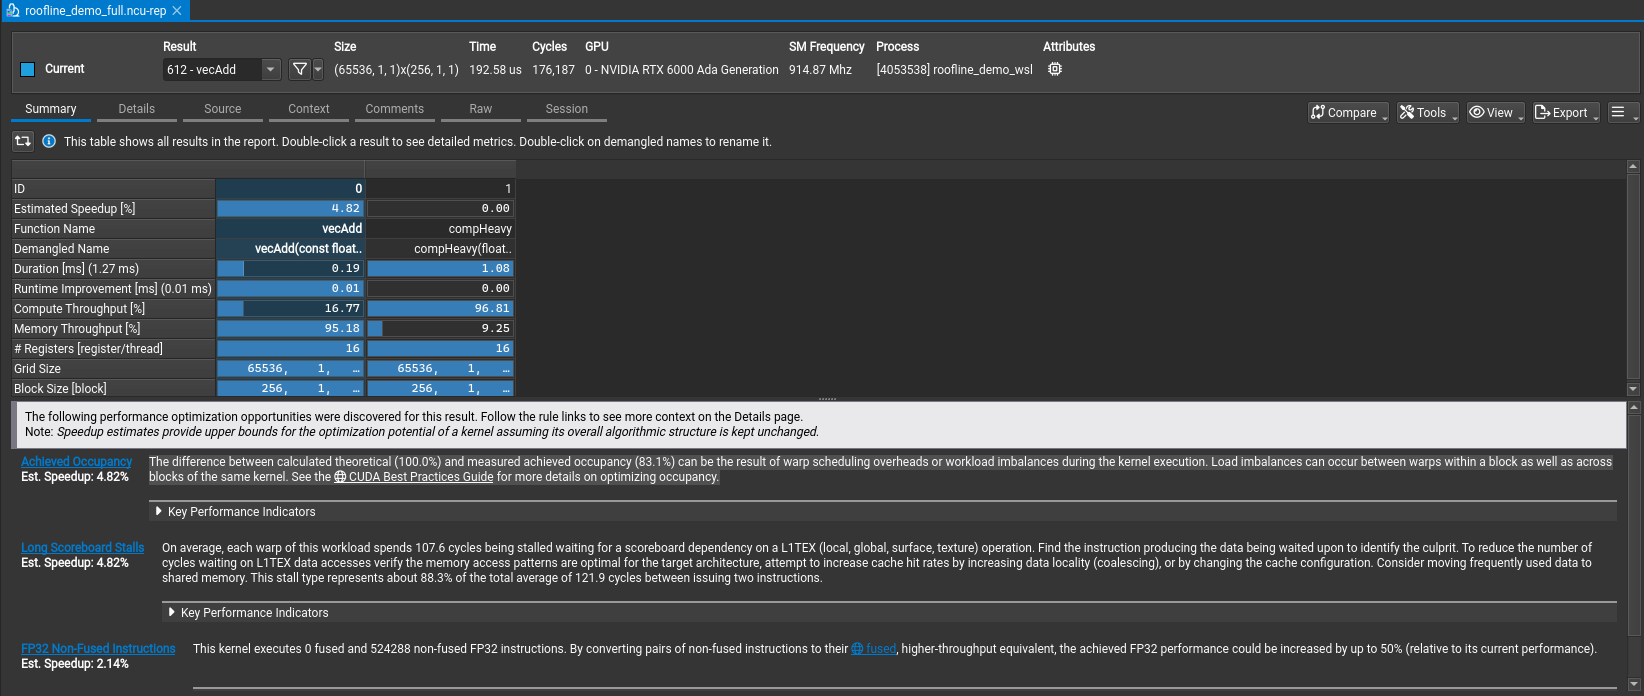 roofline_demo_full.ncu-rep
Result Size Time Cycles GPU SM Frequency Process Attributes
Current 612 - vecAdd (65536, 1, 1)x(256, 1, 1) 192.58 us 176,187 0 - NVIDIA RTX 6000 Ada Generation 914.87 Mhz [4053538] roofline_demo_wsl
Summary Details Source Context Comments Raw Session Compare Tools View Export
This table shows all results in the report. Double-click a result to see detailed metrics. Double-click on demangled names to rename it.
ID 0 1
Estimated Speedup [%] 4.82 0.00
Function Name vecAdd compHeavy
Demangled Name vecAdd(const float.. compHeavy(float..
Duration [ms] (1.27 ms) 0.19 1.08
Runtime Improvement [ms] (0.01 ms) 0.01 0.00
Compute Throughput [%] 16.77 96.81
Memory Throughput [%] 95.18 9.25
# Registers [register/thread] 16 16
Grid Size 65536, 1, … 65536, 1, …
Block Size [block] 256, 1, … 256, 1, …
The following performance optimization opportunities were discovered for this result. Follow the rule links to see more context on the Details page.
Note: Speedup estimates provide upper bounds for the optimization potential of a kernel assuming its overall algorithmic structure is kept unchanged.
Achieved Occupancy The difference between calculated theoretical (100.0%) and measured achieved occupancy (83.1%) can be the result of warp scheduling overheads or workload imbalances during the kernel execution. Load imbalances can occur between warps within a block as well as across
Est. Speedup: 4.82% blocks of the same kernel. See the CUDA Best Practices Guide for more details on optimizing occupancy.
Key Performance Indicators
Long Scoreboard Stalls On average, each warp of this workload spends 107.6 cycles being stalled waiting for a scoreboard dependency on a L1TEX (local, global, surface, texture) operation. Find the instruction producing the data being waited upon to identify the culprit. To reduce the number of
Est. Speedup: 4.82% cycles waiting on L1TEX data accesses verify the memory access patterns are optimal for the target architecture, attempt to increase cache hit rates by increasing data locality (coalescing), or by changing the cache configuration. Consider moving frequently used data to
shared memory. This stall type represents about 88.3% of the total average of 121.9 cycles between issuing two instructions.
Key Performance Indicators
FP32 Non-Fused Instructions This kernel executes 0 fused and 524288 non-fused FP32 instructions. By converting pairs of non-fused instructions to their fused, higher-throughput equivalent, the achieved FP32 performance could be increased by up to 50% (relative to its current performance).
Est. Speedup: 2.14%